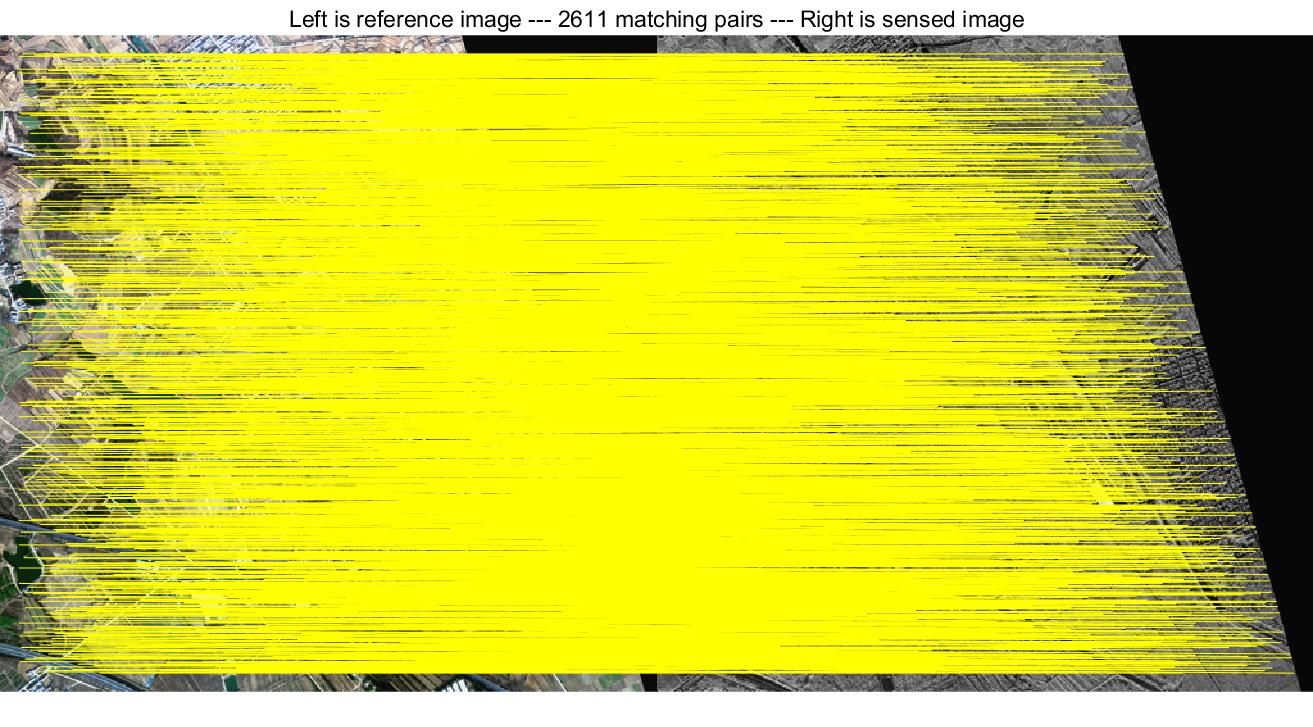 Left is reference image --- 2611 matching pairs --- Right is sensed image